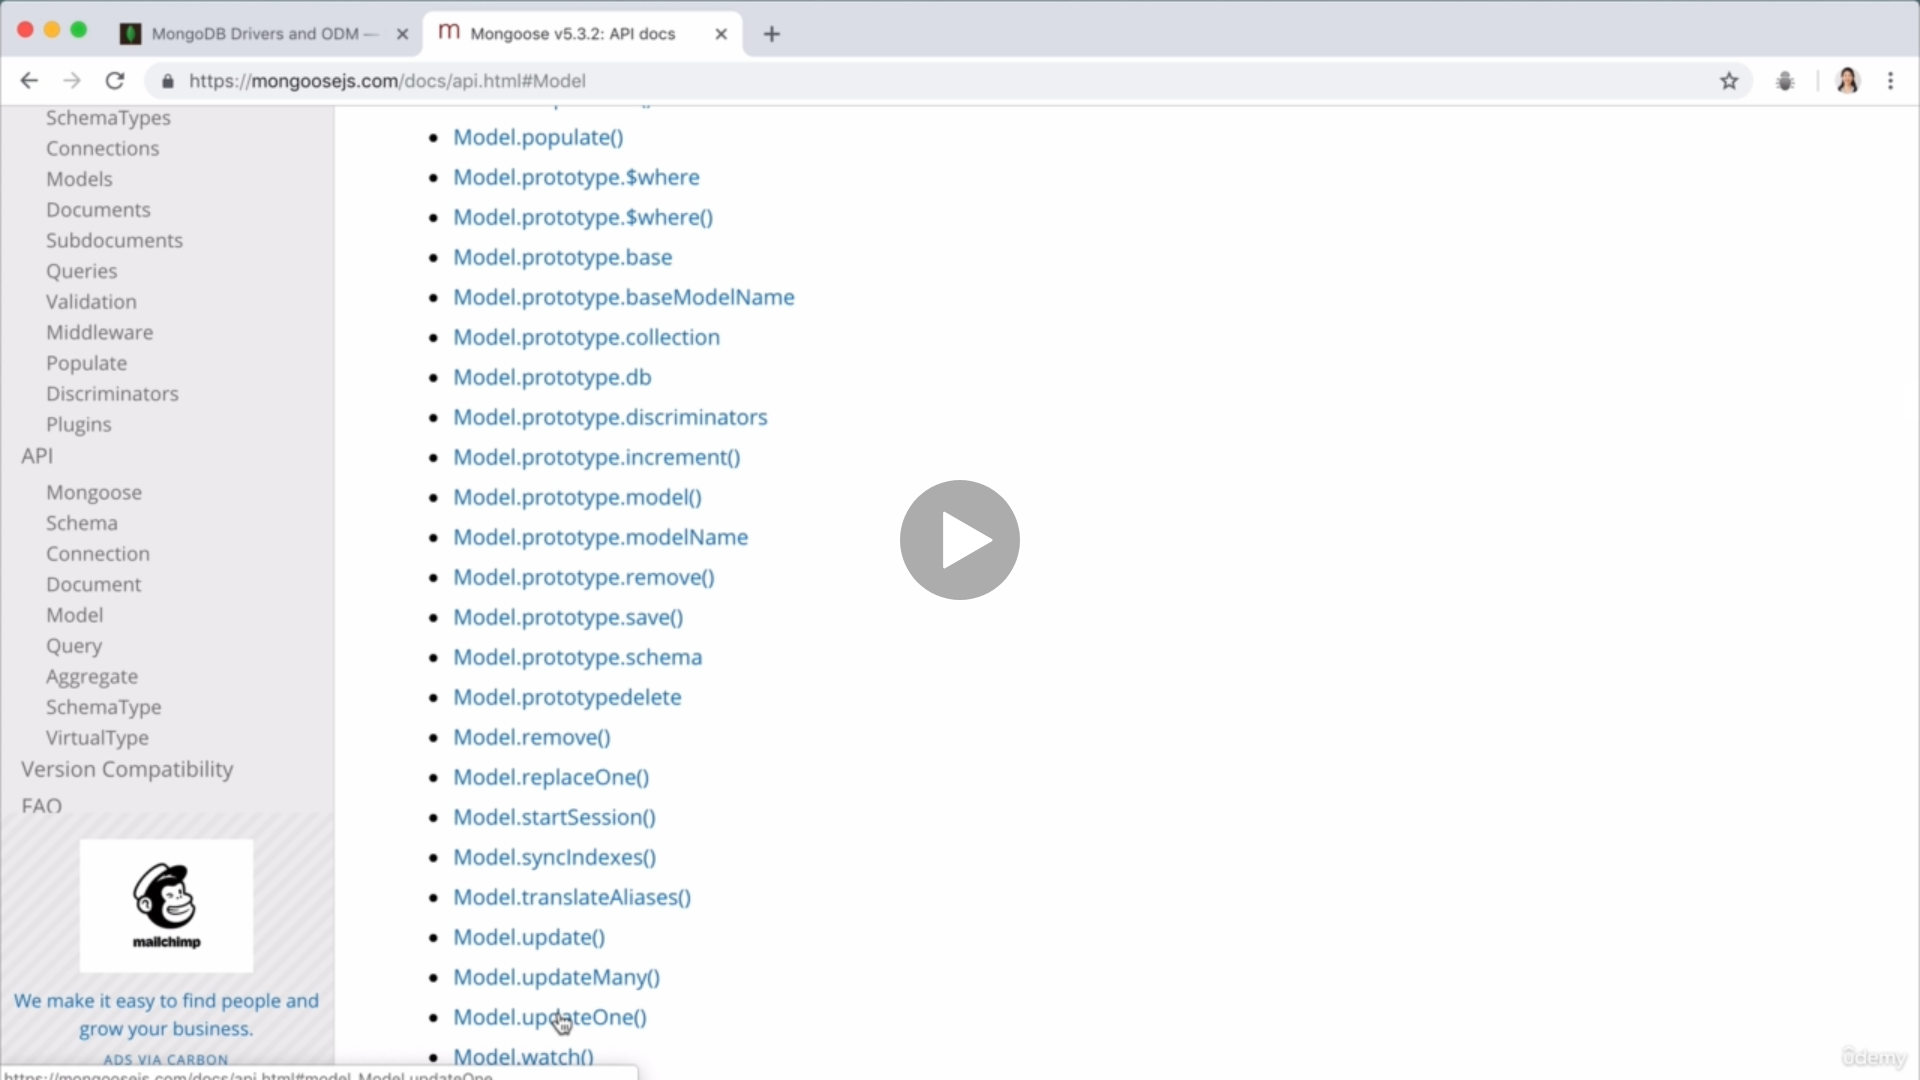 MongoDB Drivers and ODM —
Mongoose v5.3.2: API docs
https://mongoosejs.com/docs/api.html#Model
SchemaTypes
Connections
Models
Documents
Subdocuments
Queries
Validation
Middleware
Populate
Discriminators
Plugins
API
Mongoose
Schema
Connection
Document
Model
Query
Aggregate
SchemaType
VirtualType
Version Compatibility
FAQ
mailchimp
We make it easy to find people and
grow your business.
ADS VIA CARBON
Model.populate()
Model.prototype.$where
Model.prototype.$where()
Model.prototype.base
Model.prototype.baseModelName
Model.prototype.collection
Model.prototype.db
Model.prototype.discriminators
Model.prototype.increment()
Model.prototype.model()
Model.prototype.modelName
Model.prototype.remove()
Model.prototype.save()
Model.prototype.schema
Model.prototypedelete
Model.remove()
Model.replaceOne()
Model.startSession()
Model.syncIndexes()
Model.translateAliases()
Model.update()
Model.updateMany()
Model.updateOne()
Model.watch()
https://mongoosejs.com/docs/api.html#model_Model.updateOne
ûdemy